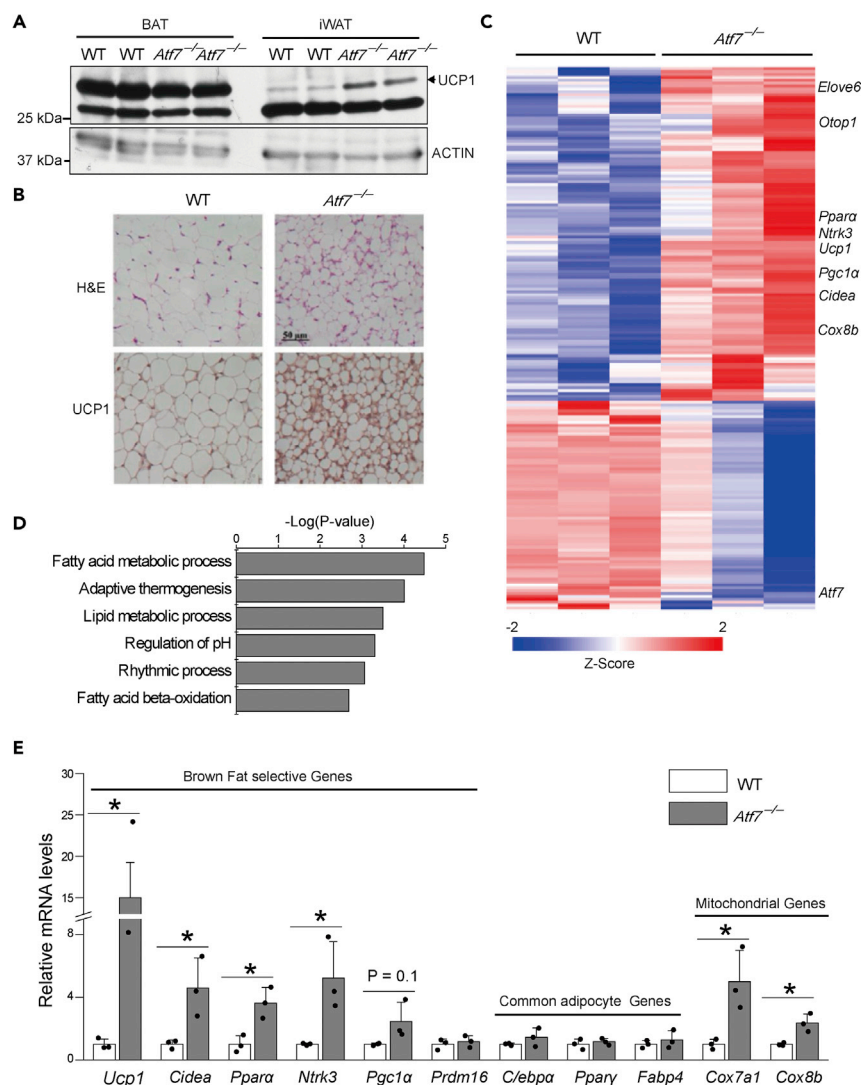 A
BAT
iWAT
WT WT Atf7–/– Atf7–/– WT WT Atf7–/– Atf7–/–
UCP1
25 kDa
37 kDa
ACTIN
B
WT Atf7–/–
H&E
50 μm
UCP1
C
WT Atf7–/–
Elove6
Otop1
Pparα
Ntrk3
Ucp1
Pgc1α
Cidea
Cox8b
Atf7
-2 2
Z-Score
D
-Log(P-value)
0 1 2 3 4 5
Fatty acid metabolic process
Adaptive thermogenesis
Lipid metabolic process
Regulation of pH
Rhythmic process
Fatty acid beta-oxidation
E
Relative mRNA levels
30
25
20
15
8
4
0
Brown Fat selective Genes
WT
Atf7–/–
Mitochondrial Genes
Common adipocyte Genes
* * * * P = 0.1 * *
Ucp1 Cidea Pparα Ntrk3 Pgc1α Prdm16 C/ebpα Pparγ Fabp4 Cox7a1 Cox8b